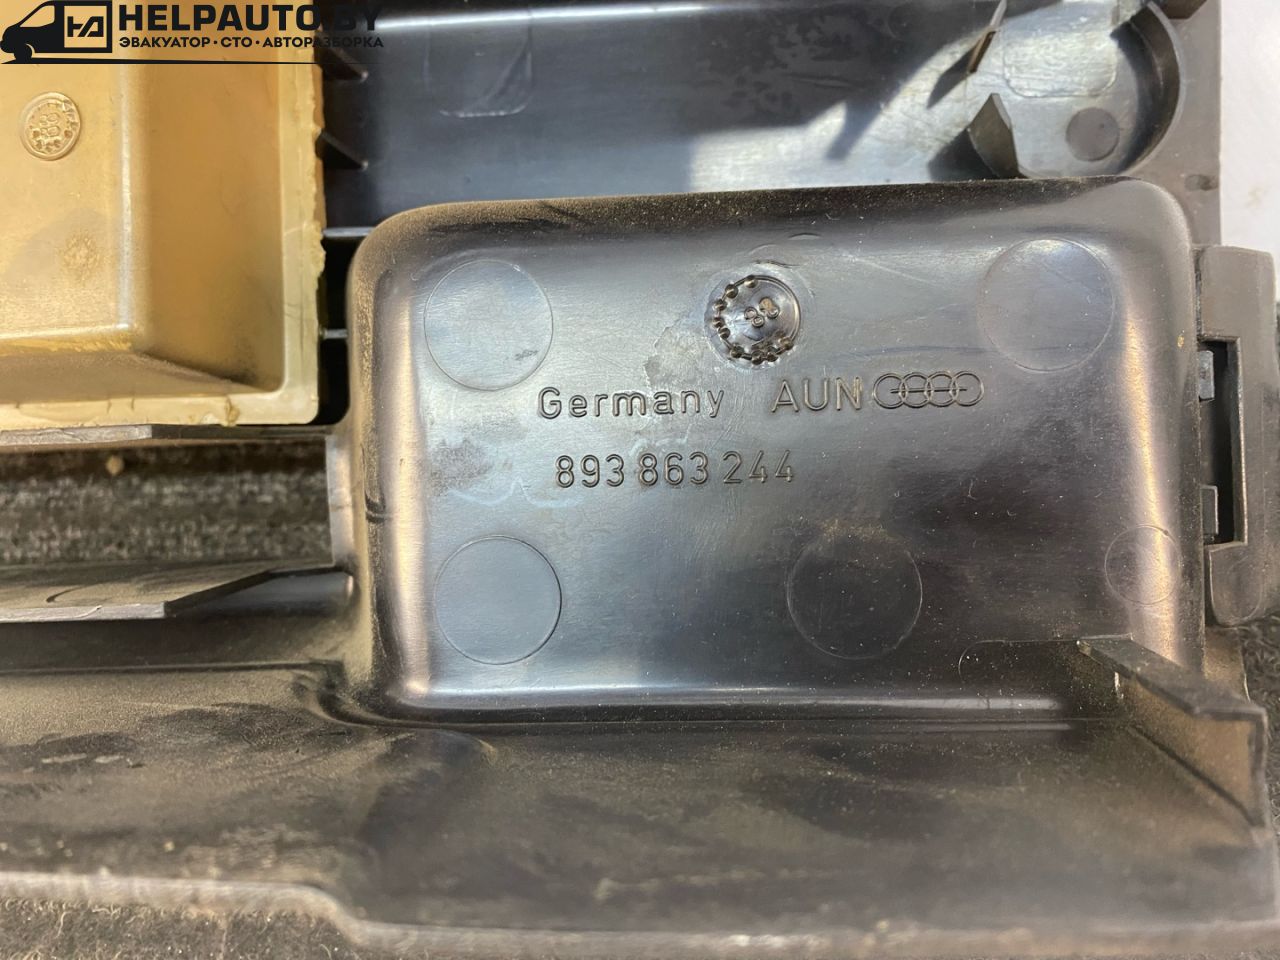 HELPAUTO.BY
ЭВАКУАТОР · СТО · АВТОРАЗБОРКА
Germany AUN
893 863 244